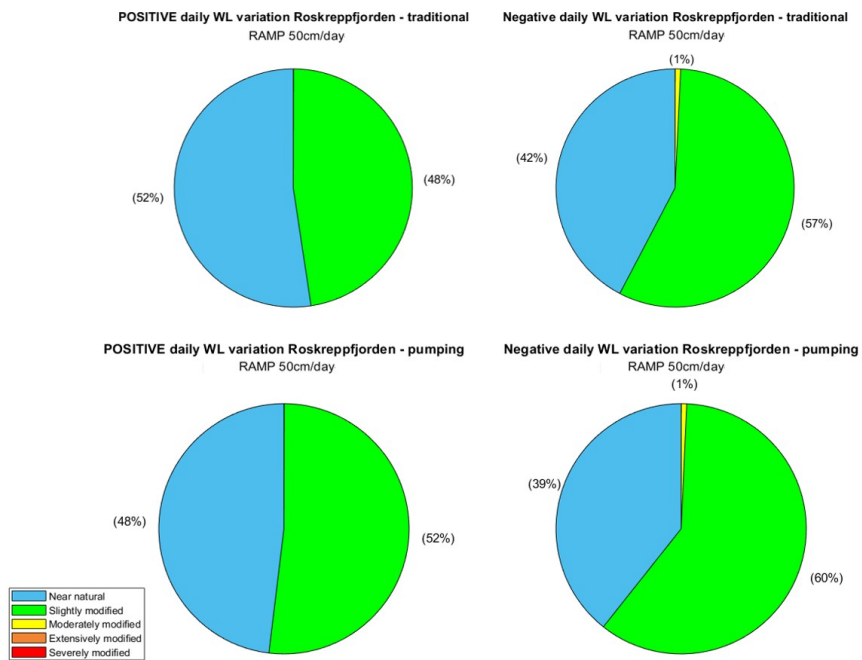 POSITIVE daily WL variation Roskreppfjorden - traditional
RAMP 50cm/day
(52%)
(48%)
Negative daily WL variation Roskreppfjorden - traditional
RAMP 50cm/day
(1%)
(42%)
(57%)
POSITIVE daily WL variation Roskreppfjorden - pumping
RAMP 50cm/day
(48%)
(52%)
Negative daily WL variation Roskreppfjorden - pumping
RAMP 50cm/day
(1%)
(39%)
(60%)
Near natural
Slightly modified
Moderately modified
Extensively modified
Severely modified